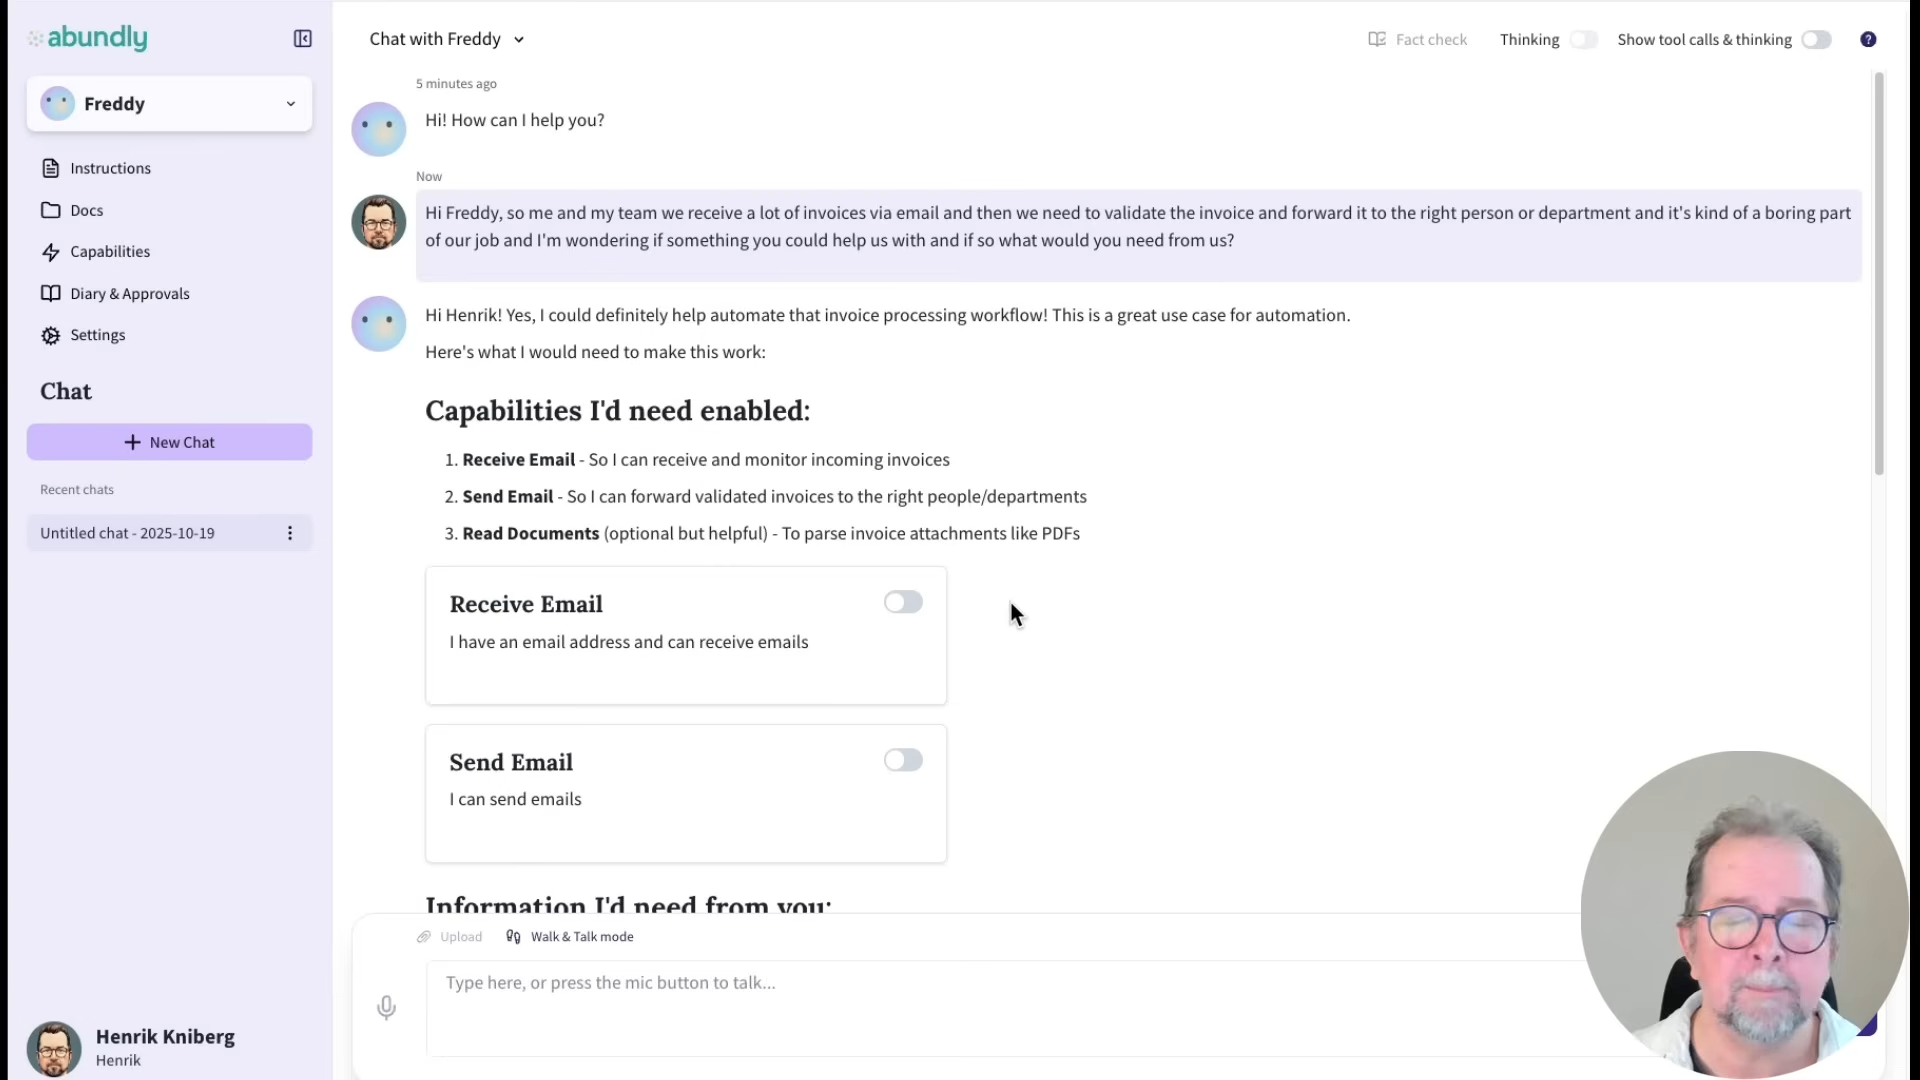 abundly
Freddy
Instructions
Docs
Capabilities
Diary & Approvals
Settings
Chat
New Chat
Recent chats
Untitled chat - 2025-10-19
Henrik Kniberg
Henrik
Chat with Freddy
Fact check
Thinking
Show tool calls & thinking
?
5 minutes ago
Hi! How can I help you?
Now
Hi Freddy, so me and my team we receive a lot of invoices via email and then we need to validate the invoice and forward it to the right person or department and it's kind of a boring part
of our job and I'm wondering if something you could help us with and if so what would you need from us?
Hi Henrik! Yes, I could definitely help automate that invoice processing workflow! This is a great use case for automation.
Here's what I would need to make this work:
Capabilities I'd need enabled:
1. Receive Email - So I can receive and monitor incoming invoices
2. Send Email - So I can forward validated invoices to the right people/departments
3. Read Documents (optional but helpful) - To parse invoice attachments like PDFs
Receive Email
I have an email address and can receive emails
Send Email
I can send emails
Information I'd need from you:
Upload
Walk & Talk mode
Type here, or press the mic button to talk...